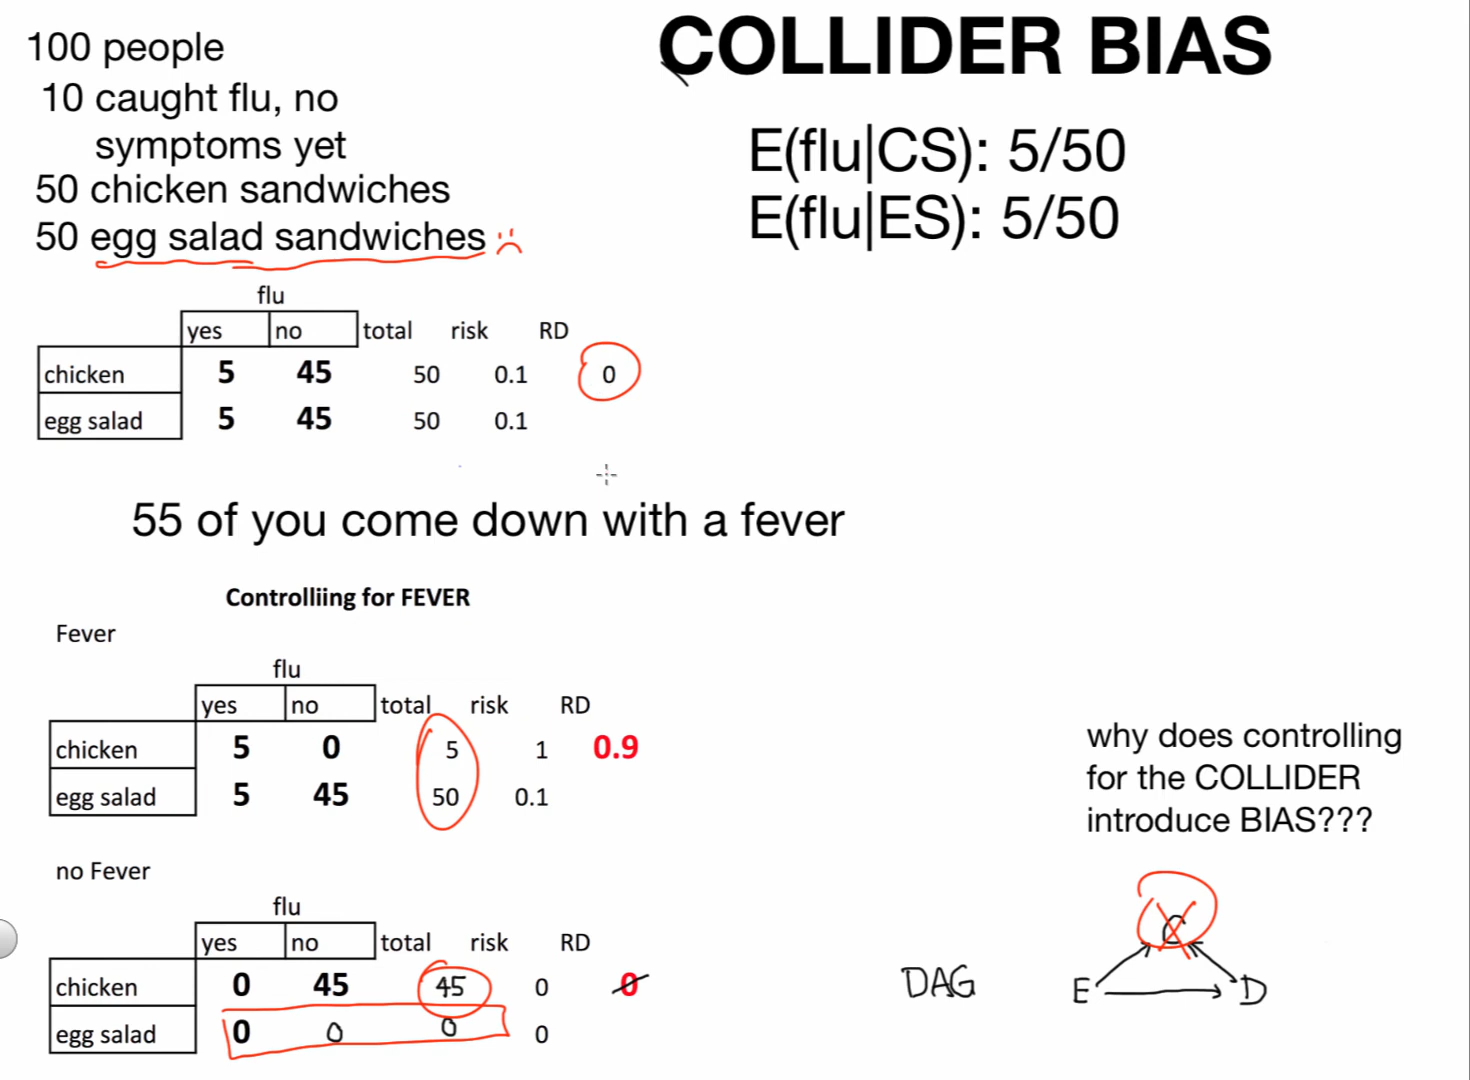 COLLIDER BIAS
100 people
10 caught flu, no
symptoms yet
50 chicken sandwiches
50 egg salad sandwiches
E(flu|CS): 5/50
E(flu|ES): 5/50
flu
yes no total risk RD
chicken 5 45 50 0.1 0
egg salad 5 45 50 0.1
55 of you come down with a fever
Controlliing for FEVER
Fever
flu
yes no total risk RD
chicken 5 0 5 1 0.9
egg salad 5 45 50 0.1
no Fever
flu
yes no total risk RD
chicken 0 45 45 0 0
egg salad 0 0 0 0
why does controlling
for the COLLIDER
introduce BIAS???
C
DAG E D